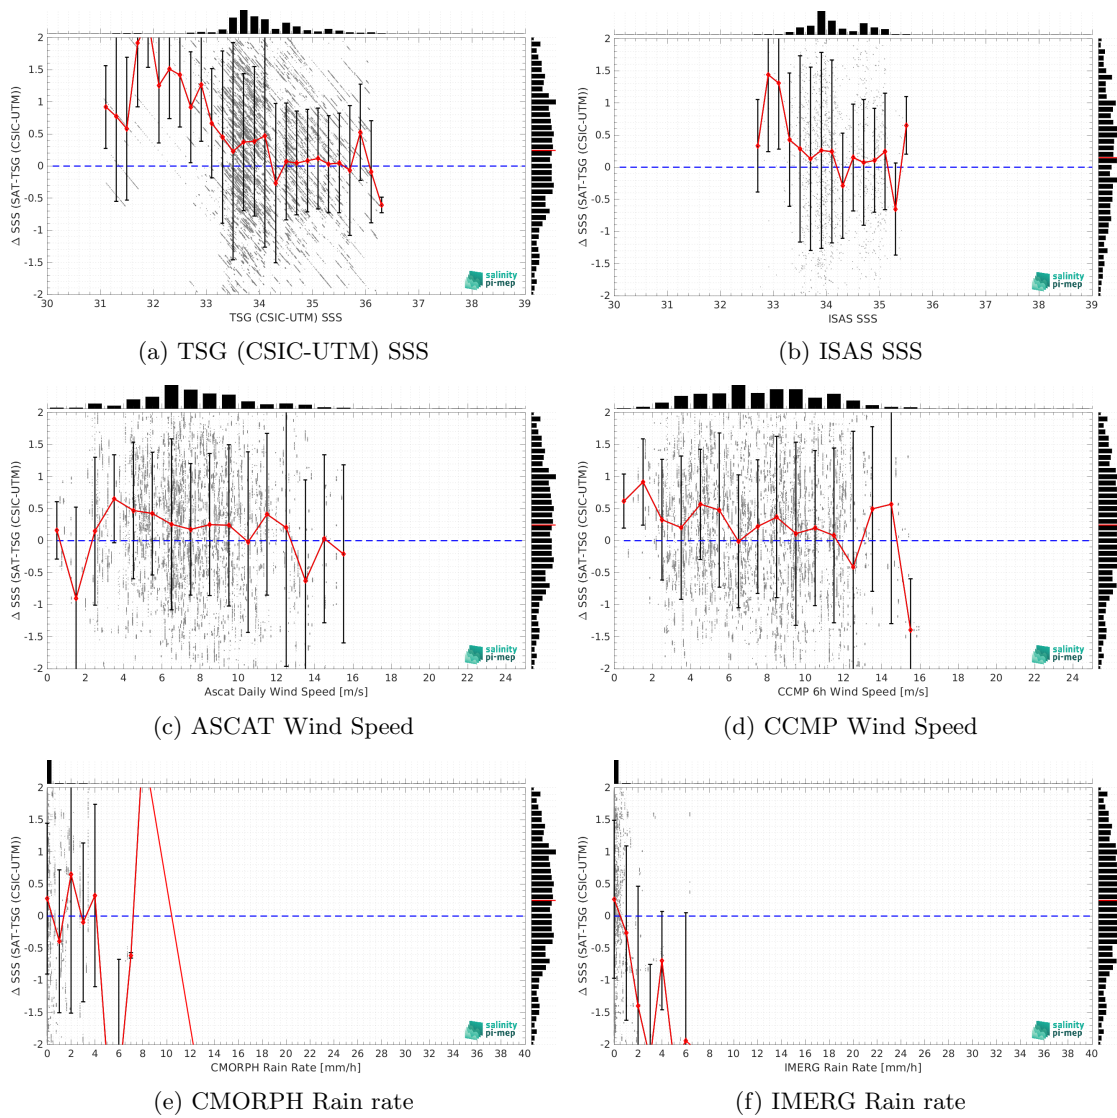 2
1.5
1
0.5
0
-0.5
-1
-1.5
-2
Δ SSS (SAT-TSG (CSIC-UTM))
30 31 32 33 34 35 36 37 38 39
TSG (CSIC-UTM) SSS
salinity
pi-mep
(a) TSG (CSIC-UTM) SSS
2
1.5
1
0.5
0
-0.5
-1
-1.5
-2
Δ SSS (SAT-TSG (CSIC-UTM))
30 31 32 33 34 35 36 37 38 39
ISAS SSS
salinity
pi-mep
(b) ISAS SSS
2
1.5
1
0.5
0
-0.5
-1
-1.5
-2
Δ SSS (SAT-TSG (CSIC-UTM))
0 2 4 6 8 10 12 14 16 18 20 22 24
Ascat Daily Wind Speed [m/s]
salinity
pi-mep
(c) ASCAT Wind Speed
2
1.5
1
0.5
0
-0.5
-1
-1.5
-2
Δ SSS (SAT-TSG (CSIC-UTM))
0 2 4 6 8 10 12 14 16 18 20 22 24
CCMP 6h Wind Speed [m/s]
salinity
pi-mep
(d) CCMP Wind Speed
2
1.5
1
0.5
0
-0.5
-1
-1.5
-2
Δ SSS (SAT-TSG (CSIC-UTM))
0 2 4 6 8 10 12 14 16 18 20 22 24 26 28 30 32 34 36 38 40
CMORPH Rain Rate [mm/h]
salinity
pi-mep
(e) CMORPH Rain rate
2
1.5
1
0.5
0
-0.5
-1
-1.5
-2
Δ SSS (SAT-TSG (CSIC-UTM))
0 2 4 6 8 10 12 14 16 18 20 22 24 26 28 30 32 34 36 38 40
IMERG Rain Rate [mm/h]
salinity
pi-mep
(f) IMERG Rain rate